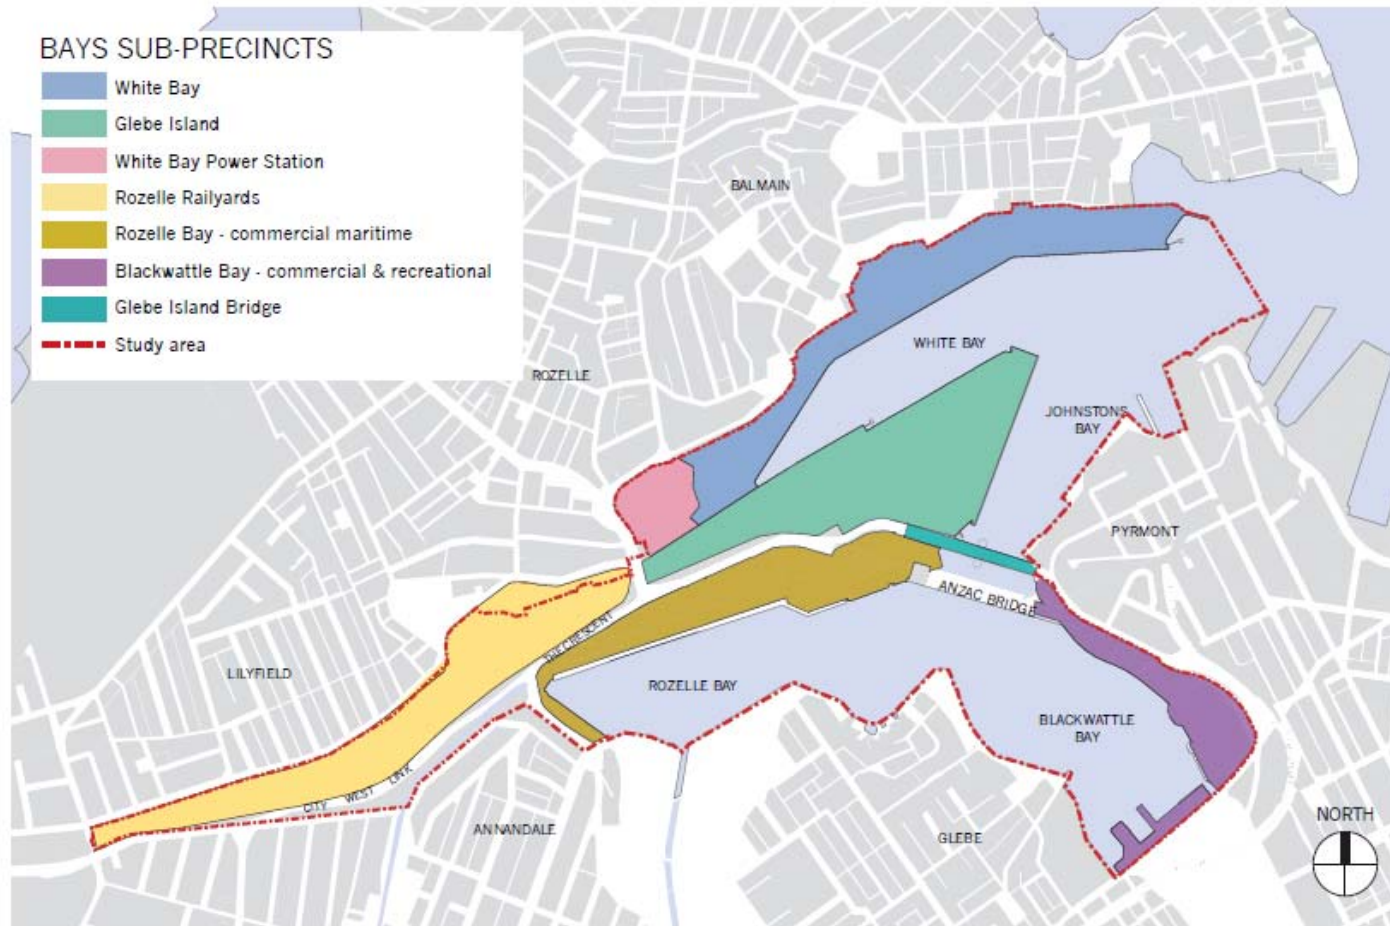 BAYS SUB-PRECINCTS
White Bay
Glebe Island
White Bay Power Station
Rozelle Railyards
Rozelle Bay - commercial maritime
Blackwattle Bay - commercial & recreational
Glebe Island Bridge
Study area
BALMAIN
WHITE BAY
ROZELLE
JOHNSTONS
BAY
PYRMONT
ANZAC BRIDGE
THE CRESCENT
LILYFIELD
ROZELLE BAY
BLACKWATTLE
BAY
CITY WEST LINK
ANNANDALE
GLEBE
NORTH